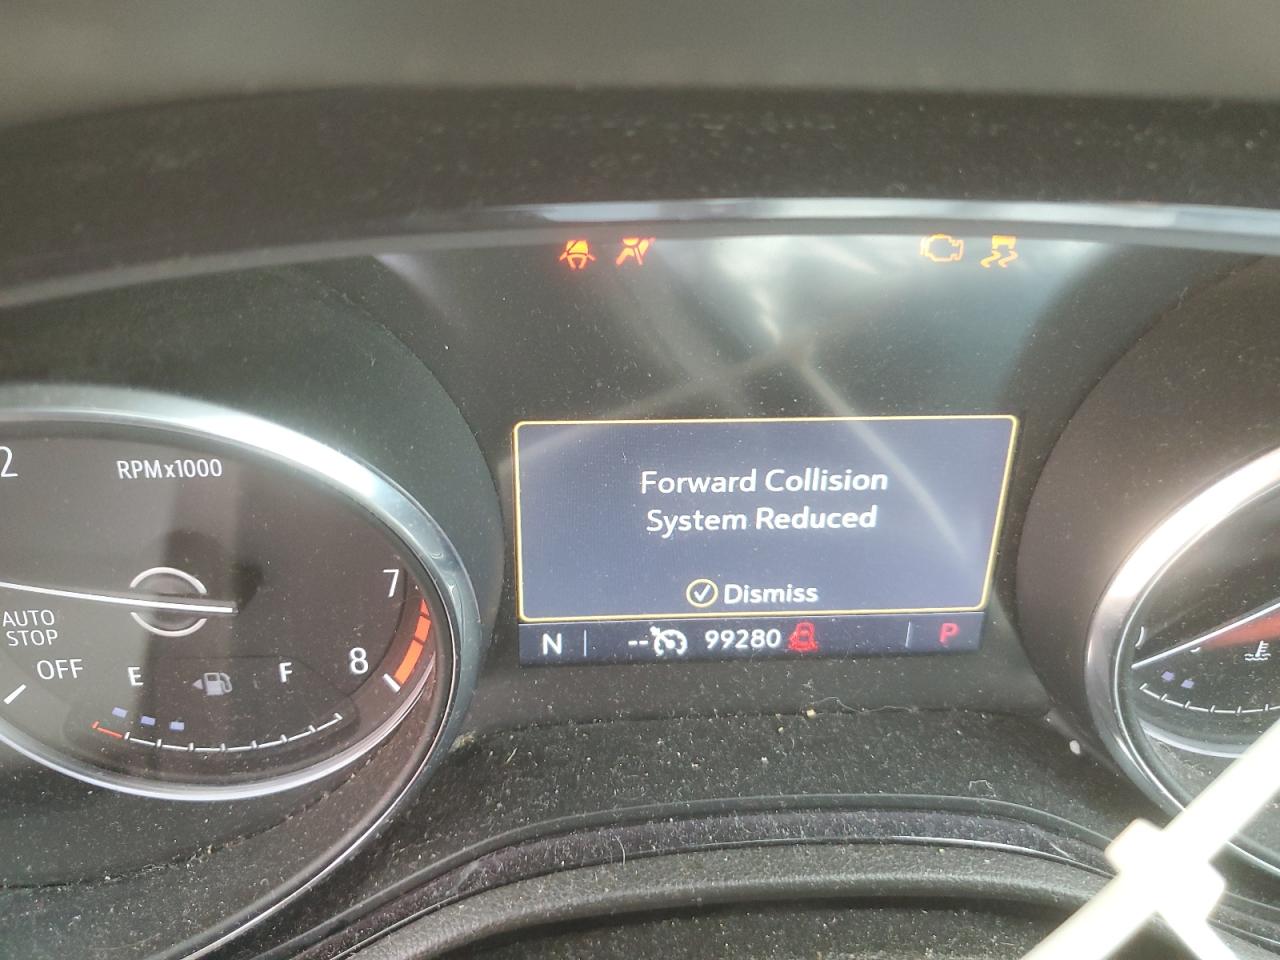 2
RPMx1000
7
AUTO
STOP
OFF
E
F
8
Forward Collision
System Reduced
Dismiss
N
--
99280
P